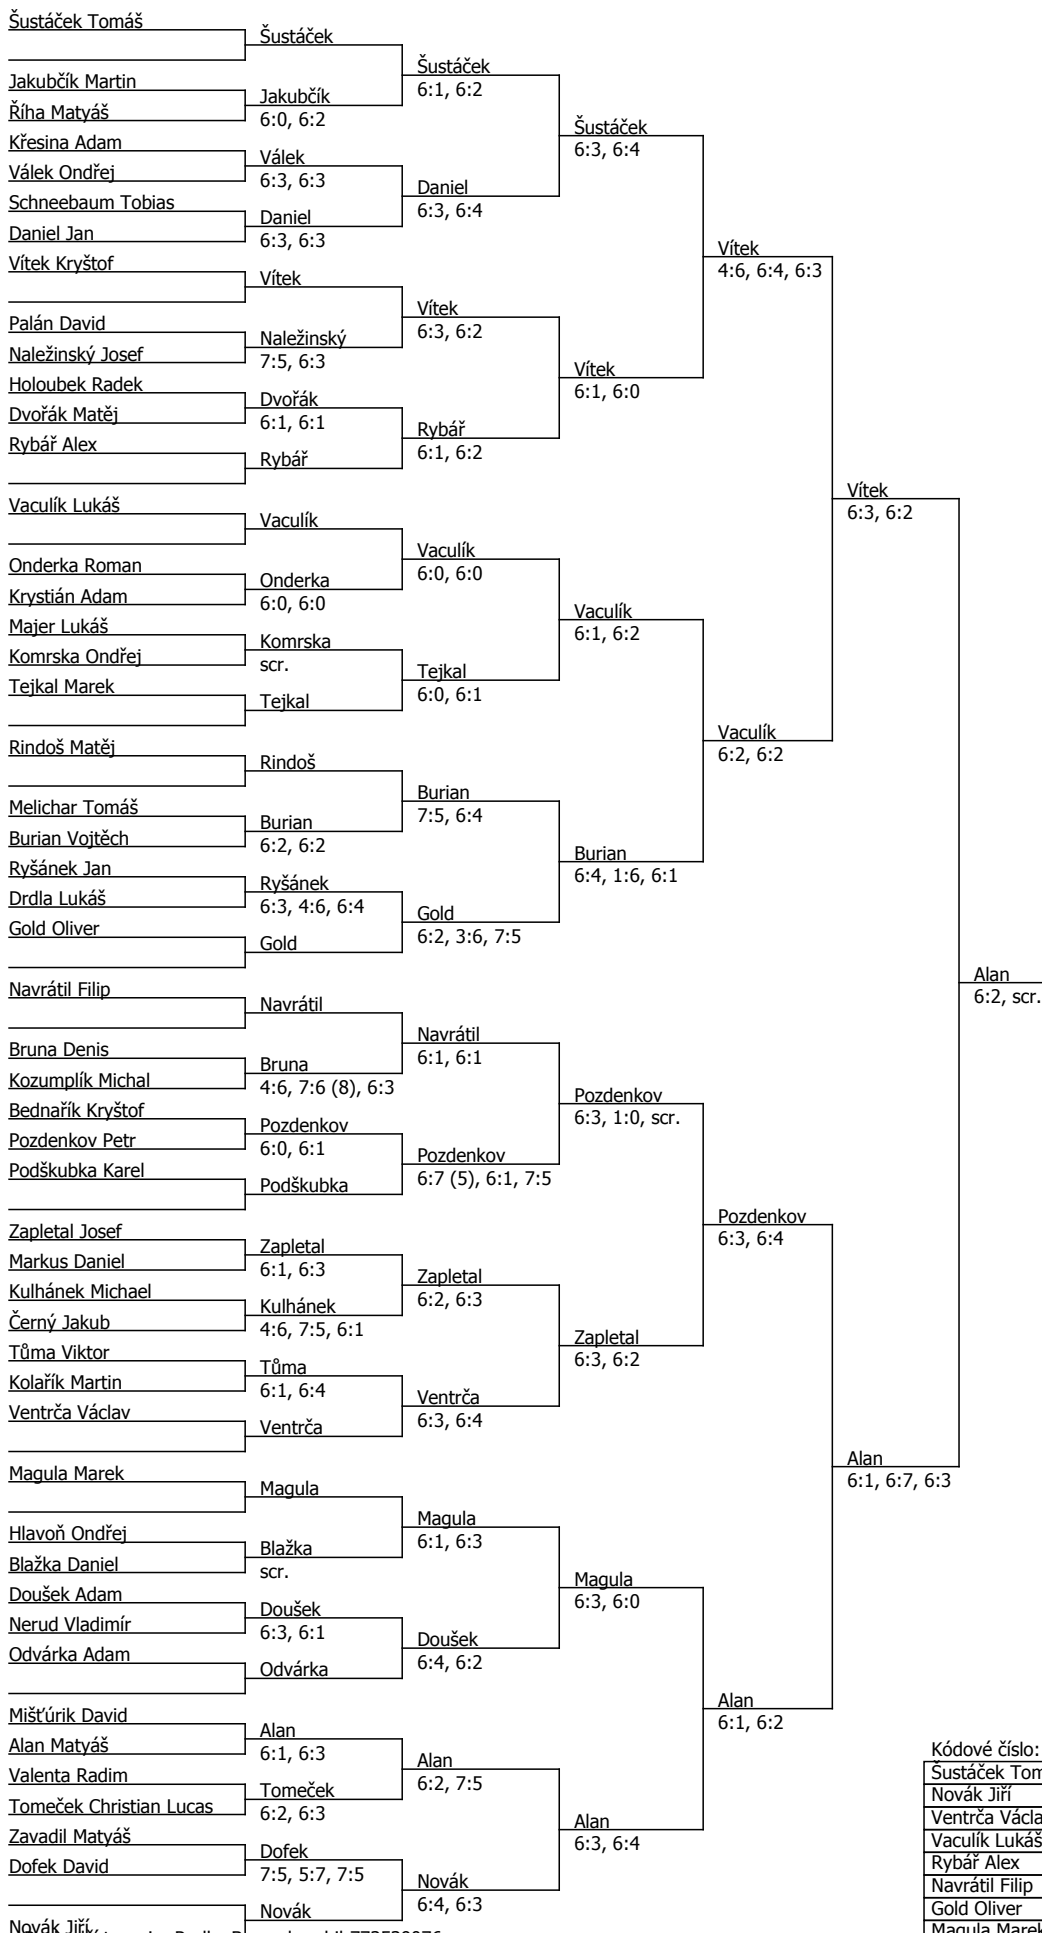 Šustáček Tomáš
Jakubčík Martin
Říha Matyáš
Křesina Adam
Válek Ondřej
Schneebaum Tobias
Daniel Jan
Vítek Kryštof
Palán David
Naležinský Josef
Holoubek Radek
Dvořák Matěj
Rybář Alex
Vaculík Lukáš
Onderka Roman
Krystián Adam
Majer Lukáš
Komrska Ondřej
Tejkal Marek
Rindoš Matěj
Melichar Tomáš
Burian Vojtěch
Ryšánek Jan
Drdla Lukáš
Gold Oliver
Navrátil Filip
Bruna Denis
Kozumplík Michal
Bednařík Kryštof
Pozdenkov Petr
Podškubka Karel
Zapletal Josef
Markus Daniel
Kulhánek Michael
Černý Jakub
Tůma Viktor
Kolařík Martin
Ventrča Václav
Magula Marek
Hlavoň Ondřej
Blažka Daniel
Doušek Adam
Nerud Vladimír
Odvárka Adam
Mišťúrik David
Alan Matyáš
Valenta Radim
Tomeček Christian Lucas
Zavadil Matyáš
Dofek David
Novák Jiří
Šustáček
Jakubčík
6:0, 6:2
Válek
6:3, 6:3
Daniel
6:3, 6:3
Vítek
Naležinský
7:5, 6:3
Dvořák
6:1, 6:1
Rybář
Vaculík
Onderka
6:0, 6:0
Komrska
scr.
Tejkal
Rindoš
Burian
6:2, 6:2
Ryšánek
6:3, 4:6, 6:4
Gold
Navrátil
Bruna
4:6, 7:6 (8), 6:3
Pozdenkov
6:0, 6:1
Podškubka
Zapletal
6:1, 6:3
Kulhánek
4:6, 7:5, 6:1
Tůma
6:1, 6:4
Ventrča
Magula
Blažka
scr.
Doušek
6:3, 6:1
Odvárka
Alan
6:1, 6:3
Tomeček
6:2, 6:3
Dofek
7:5, 5:7, 7:5
Novák
Šustáček
6:1, 6:2
Daniel
6:3, 6:4
Vítek
6:3, 6:2
Rybář
6:1, 6:2
Vaculík
6:0, 6:0
Tejkal
6:0, 6:1
Burian
7:5, 6:4
Gold
6:2, 3:6, 7:5
Navrátil
6:1, 6:1
Pozdenkov
6:7 (5), 6:1, 7:5
Zapletal
6:2, 6:3
Ventrča
6:3, 6:4
Magula
6:1, 6:3
Doušek
6:4, 6:2
Alan
6:2, 7:5
Novák
6:4, 6:3
Šustáček
6:3, 6:4
Vítek
6:1, 6:0
Vaculík
6:1, 6:2
Burian
6:4, 1:6, 6:1
Pozdenkov
6:3, 1:0, scr.
Zapletal
6:3, 6:2
Magula
6:3, 6:0
Alan
6:3, 6:4
Vítek
4:6, 6:4, 6:3
Vaculík
6:2, 6:2
Pozdenkov
6:3, 6:4
Alan
6:1, 6:2
Vítek
6:3, 6:2
Alan
6:1, 6:7, 6:3
Alan
6:2, scr.
Kódové číslo:
Šustáček Tom
Novák Jiří
Ventrča Václa
Vaculík Lukáš
Rybář Alex
Navrátil Filip
Gold Oliver
Magula Marek